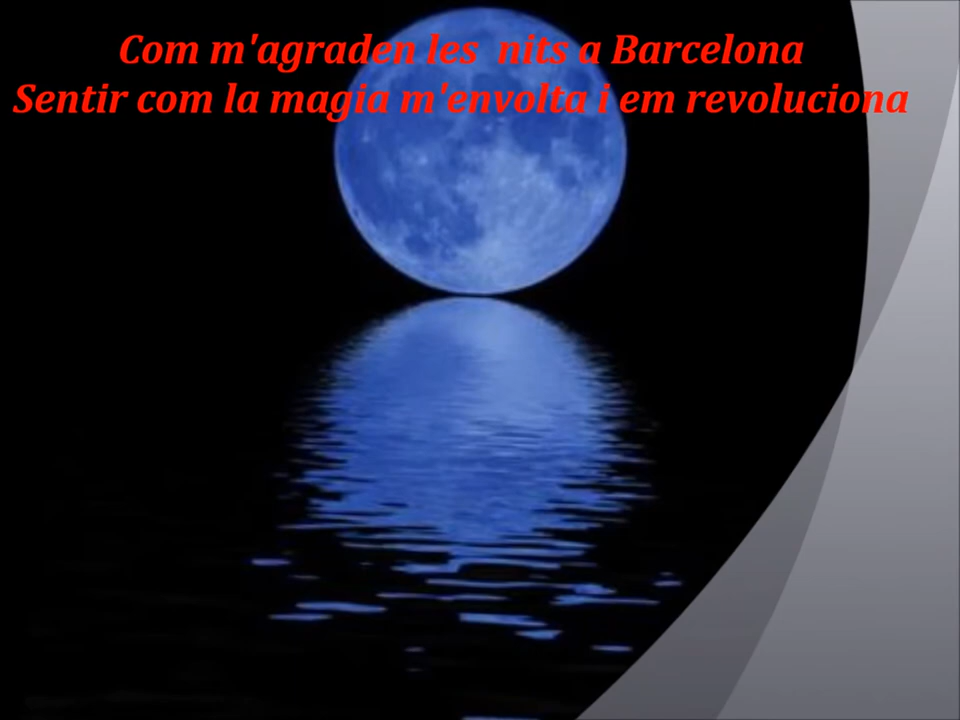 Com m'agraden les  nits a Barcelona
Sentir com la magia m'envolta i em revoluciona